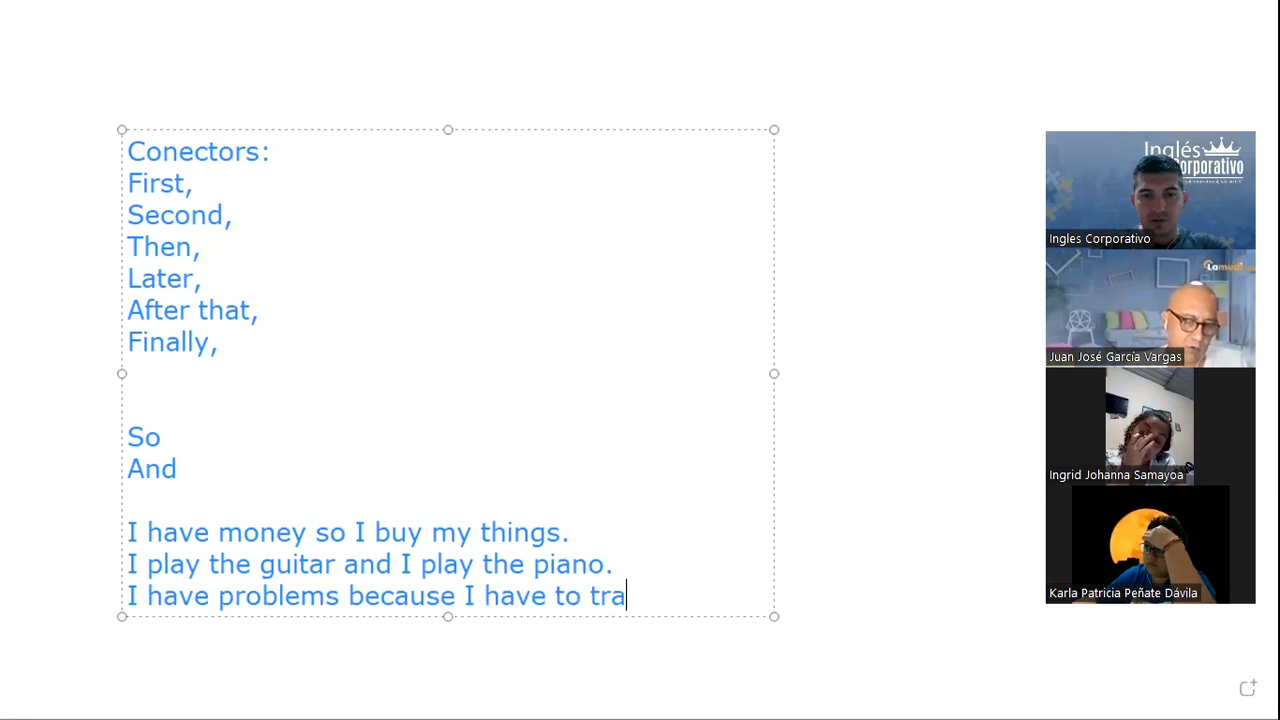 Conectors:
First,
Second,
Then,
Later,
After that,
Finally,
So
And
I have money so I buy my things.
I play the guitar and I play the piano.
I have problems because I have to tra
Inglés
Corporativo
Ingles Corporativo
Juan José García Vargas
Ingrid Johanna Samayoa
Karla Patricia Peñate Dávila